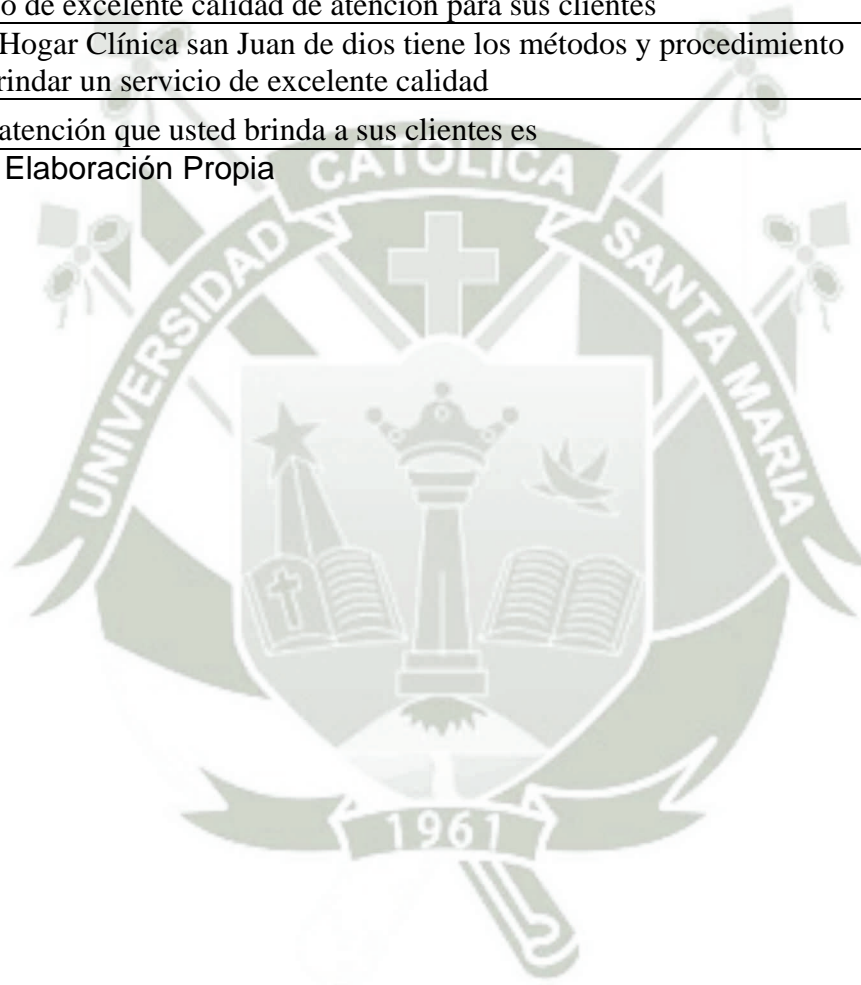 o de excelente calidad de atención para sus clientes
Hogar Clínica san Juan de dios tiene los métodos y procedimiento
rindar un servicio de excelente calidad
atención que usted brinda a sus clientes es
Elaboración Propia
UNIVERSIDAD CATOLICA SANTA MARIA
1961